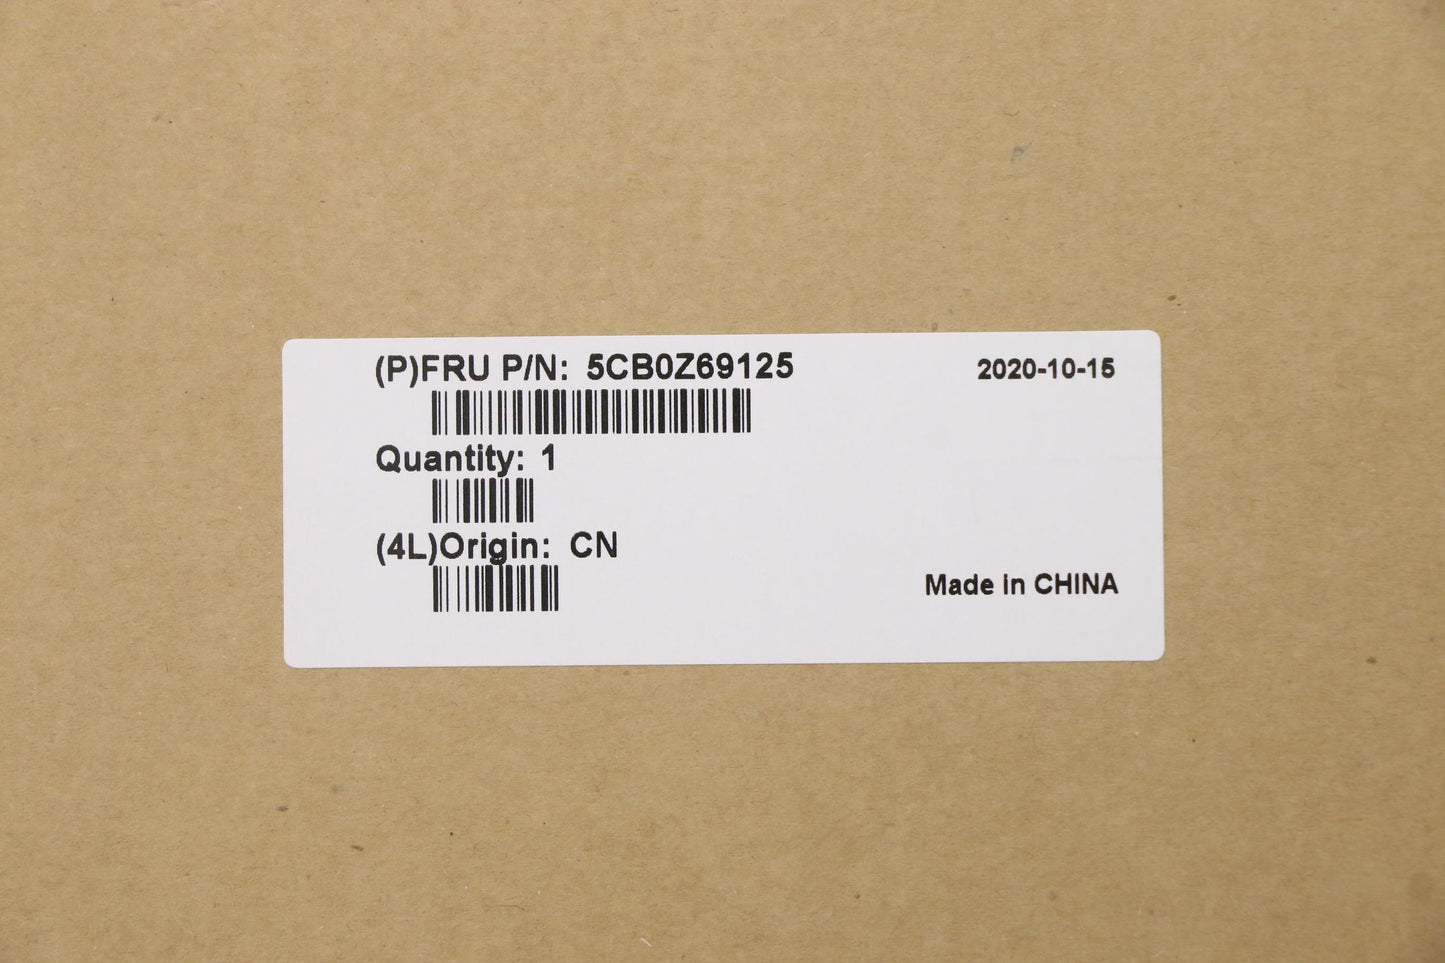 (P)FRU P/N: 5CB0Z69125
2020-10-15
Quantity: 1
(4L)Origin: CN
Made in CHINA